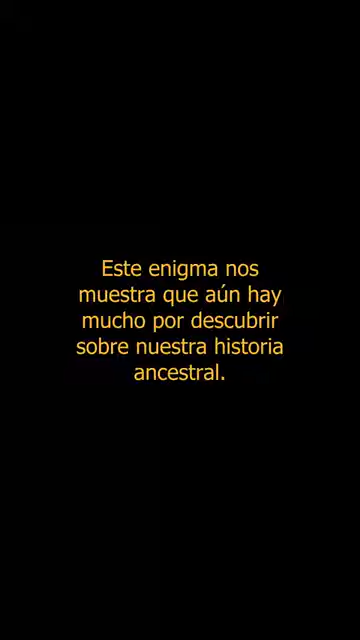 Este enigma nos
muestra que aún hay
mucho por descubrir
sobre nuestra historia
ancestral.